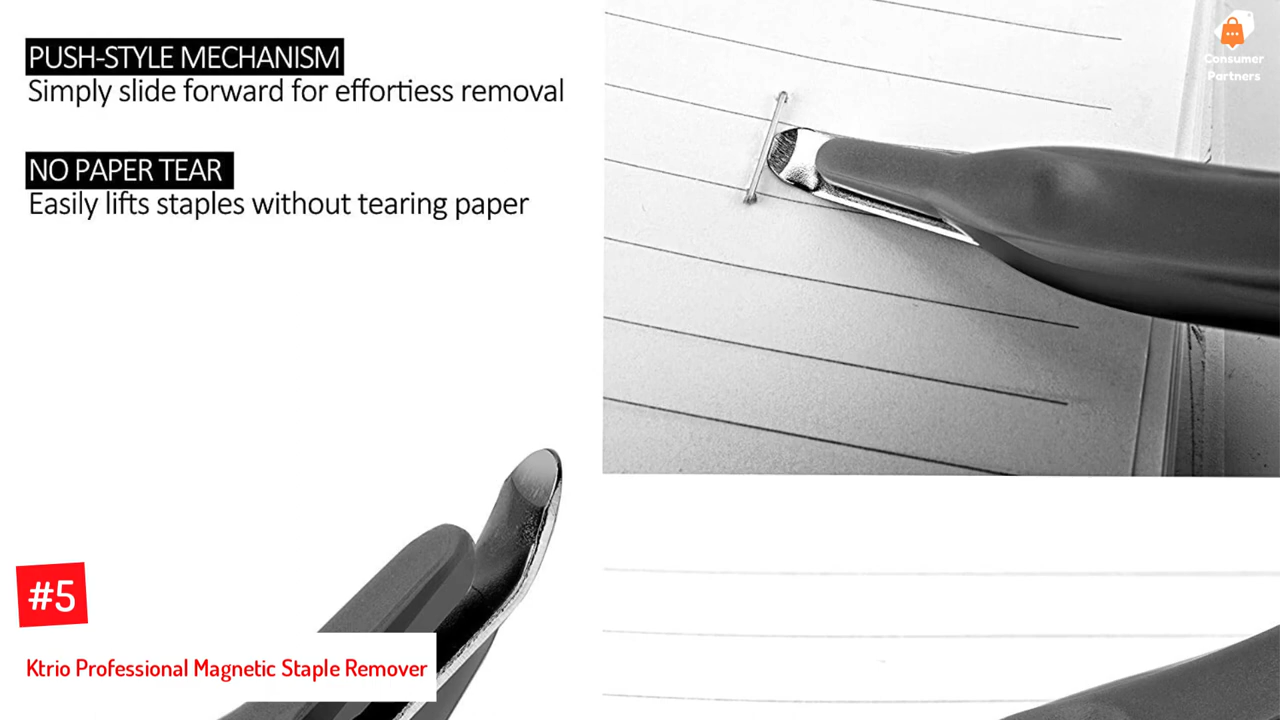 PUSH-STYLE MECHANISM
Simply slide forward for effortless removal
NO PAPER TEAR
Easily lifts staples without tearing paper
Consumer
Partners
#5
Ktrio Professional Magnetic Staple Remover